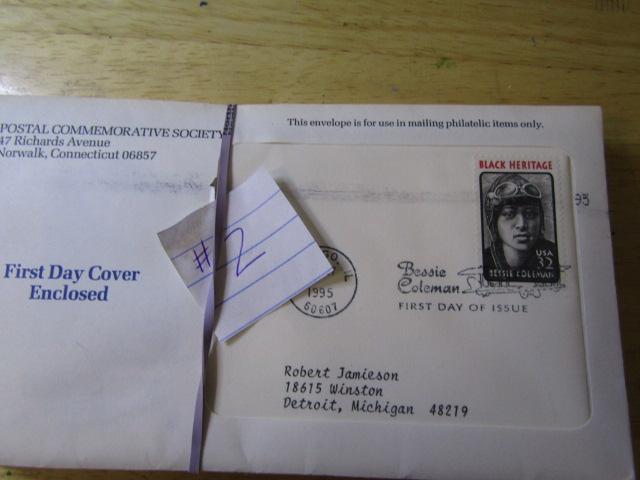 POSTAL COMMEMORATIVE SOCIETY
47 Richards Avenue
Norwalk, Connecticut 06857
This envelope is for use in mailing philatelic items only.
First Day Cover
Enclosed
#2
BLACK HERITAGE
USA
32
BESSIE COLEMAN
GO, IL
1995
60607
Bessie
Coleman
FIRST DAY OF ISSUE
Robert Jamieson
18615 Winston
Detroit, Michigan 48219